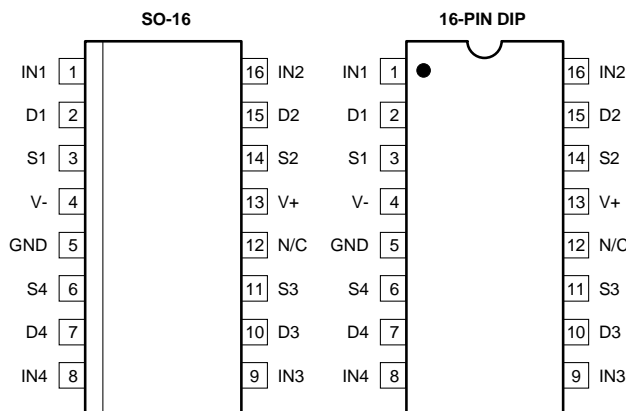 SO-16
IN1 1 16 IN2
D1 2 15 D2
S1 3 14 S2
V- 4 13 V+
GND 5 12 N/C
S4 6 11 S3
D4 7 10 D3
IN4 8 9 IN3
16-PIN DIP
IN1 1 16 IN2
D1 2 15 D2
S1 3 14 S2
V- 4 13 V+
GND 5 12 N/C
S4 6 11 S3
D4 7 10 D3
IN4 8 9 IN3